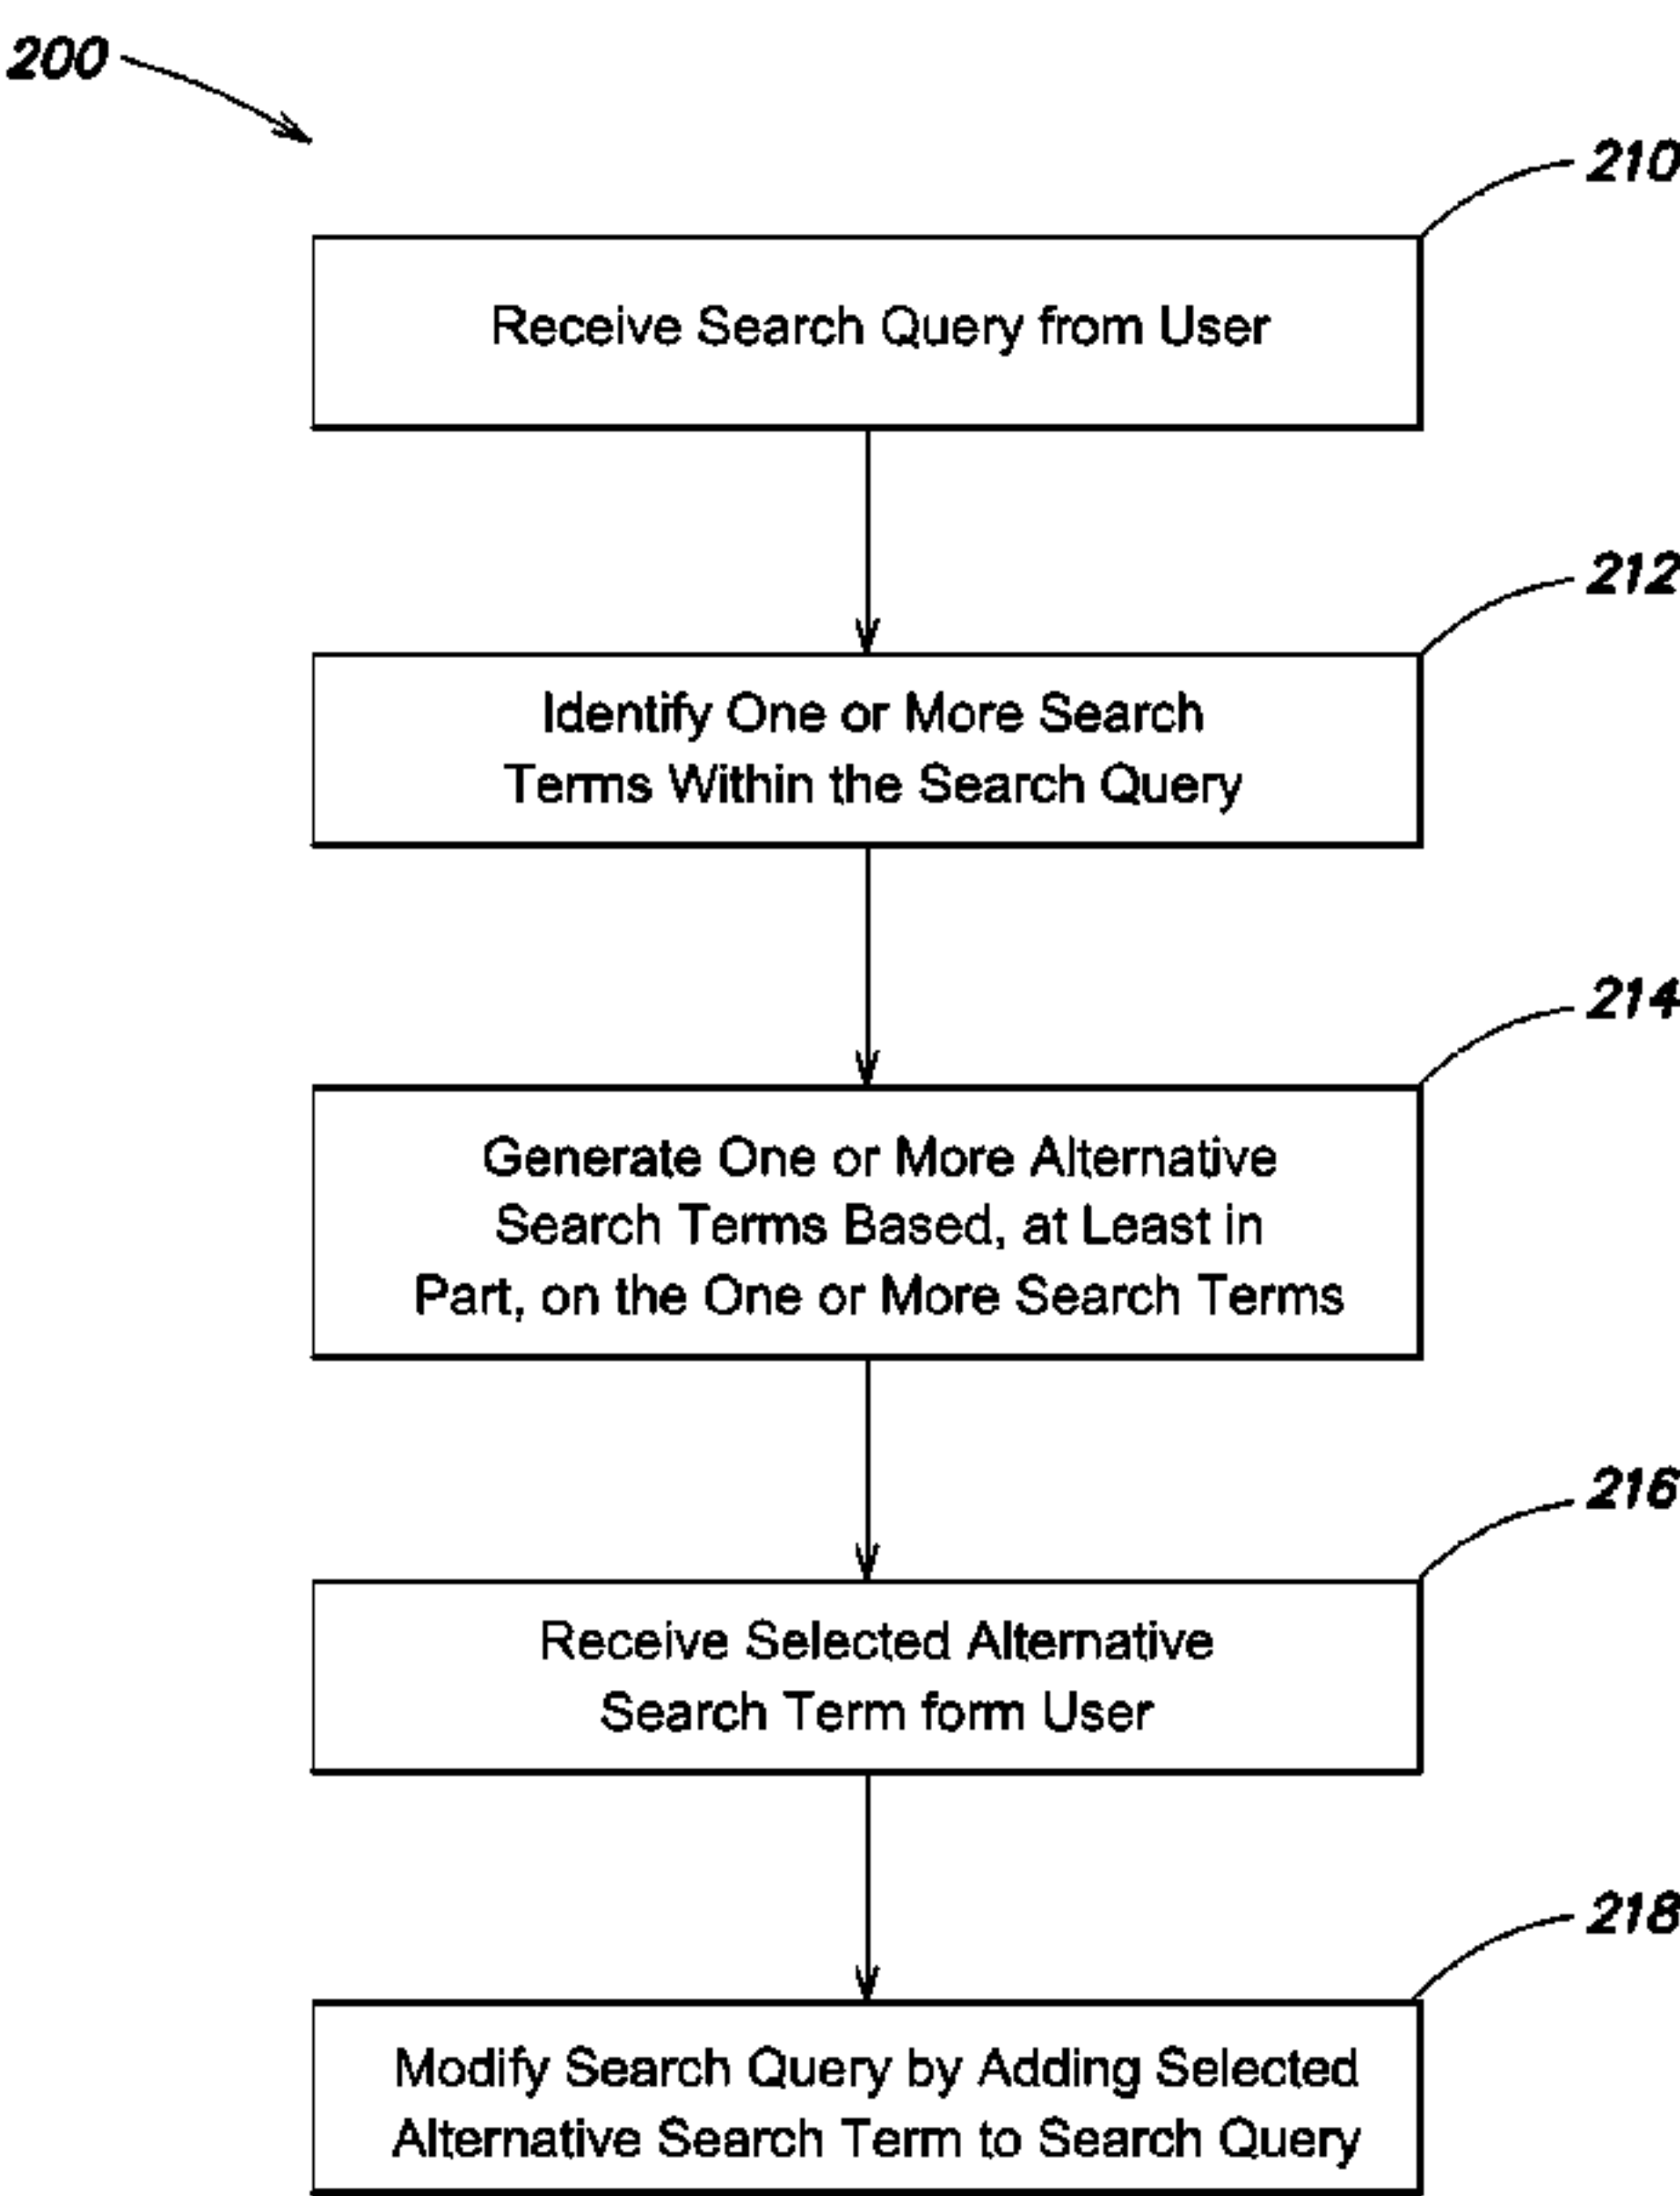 200
210
Receive Search Query from User
212
Identify One or More Search
Terms Within the Search Query
214
Generate One or More Alternative
Search Terms Based, at Least in
Part, on the One or More Search Terms
216
Receive Selected Alternative
Search Term form User
218
Modify Search Query by Adding Selected
Alternative Search Term to Search Query